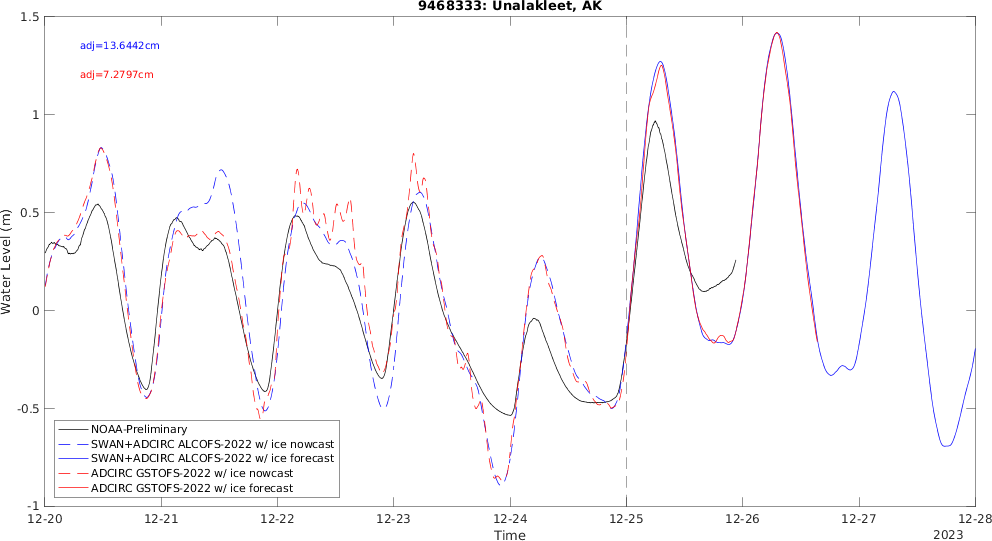 9468333: Unalakleet, AK
adj=13.6442cm
adj=7.2797cm
Water Level (m)
1.5
1
0.5
0
-0.5
-1
NOAA-Preliminary
SWAN+ADCIRC ALCOFS-2022 w/ ice nowcast
SWAN+ADCIRC ALCOFS-2022 w/ ice forecast
ADCIRC GSTOFS-2022 w/ ice nowcast
ADCIRC GSTOFS-2022 w/ ice forecast
12-20 12-21 12-22 12-23 12-24 12-25 12-26 12-27 12-28
Time
2023